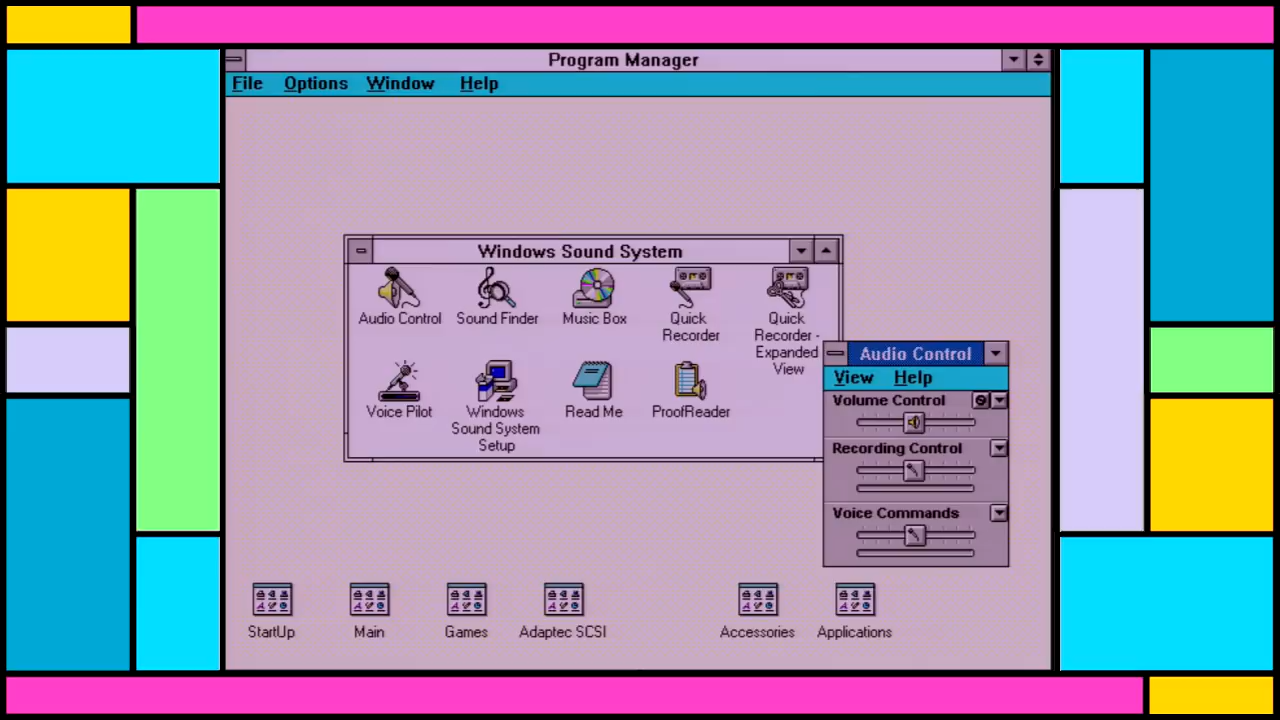 Program Manager
File Options Window Help
Windows Sound System
Audio Control
Sound Finder
Music Box
Quick
Recorder
Quick
Recorder -
Expanded
View
Voice Pilot
Windows
Sound System
Setup
Read Me
ProofReader
Audio Control
View Help
Volume Control
Recording Control
Voice Commands
StartUp
Main
Games
Adaptec SCSI
Accessories
Applications